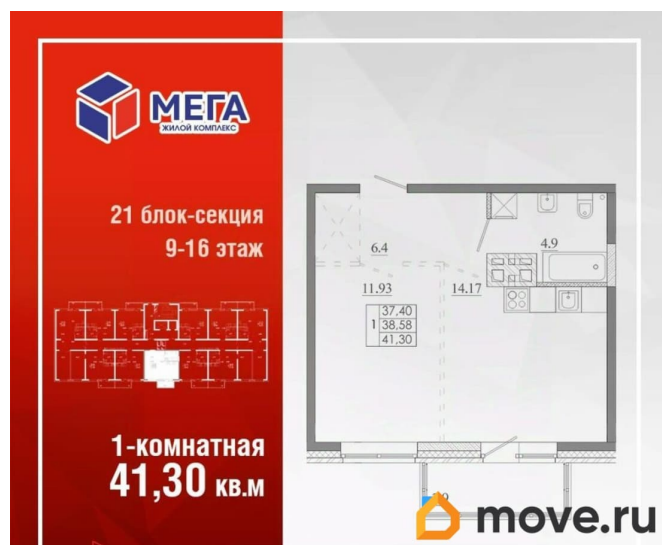 МЕГА
ЖИЛОЙ КОМПЛЕКС
21 блок-секция
9-16 этаж
1-комнатная
41,30 кв.м
6.4
4.9
11.93
14.17
37.40
1
38.58
41.30
move.ru